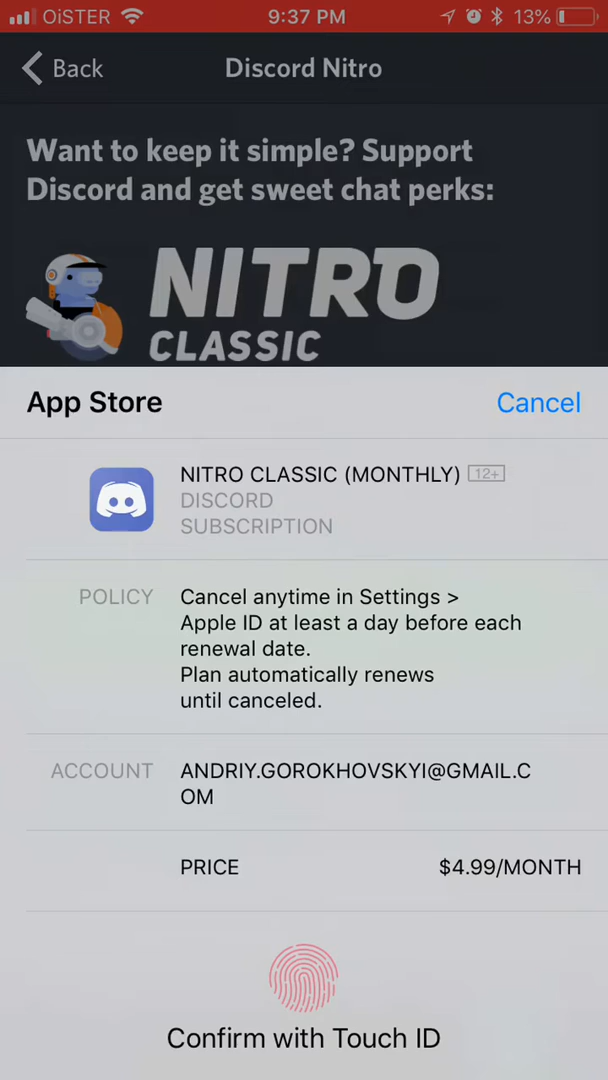 OiSTER 9:37 PM 13%
Back Discord Nitro
Want to keep it simple? Support
Discord and get sweet chat perks:
NITRO
CLASSIC
App Store Cancel
NITRO CLASSIC (MONTHLY) 12+
DISCORD
SUBSCRIPTION
POLICY Cancel anytime in Settings >
Apple ID at least a day before each
renewal date.
Plan automatically renews
until canceled.
ACCOUNT ANDRIY.GOROKHOVSKYI@GMAIL.C
OM
PRICE $4.99/MONTH
Confirm with Touch ID